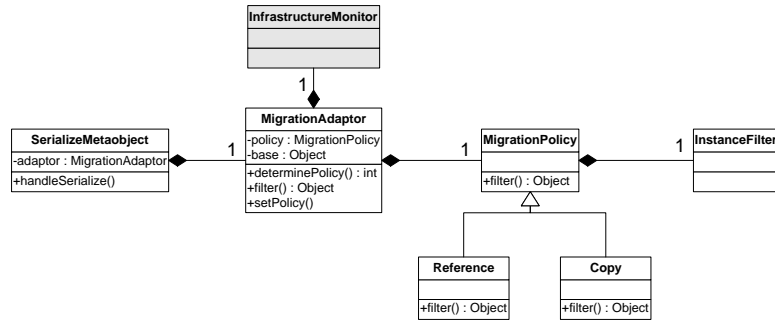 InfrastructureMonitor
1
MigrationAdaptor
-policy : MigrationPolicy
-base : Object
+determinePolicy() : int
+filter() : Object
+setPolicy()
SerializeMetaobject
-adaptor : MigrationAdaptor
+handleSerialize()
1
MigrationPolicy
+filter() : Object
1
InstanceFilter
1
Reference
+filter() : Object
Copy
+filter() : Object